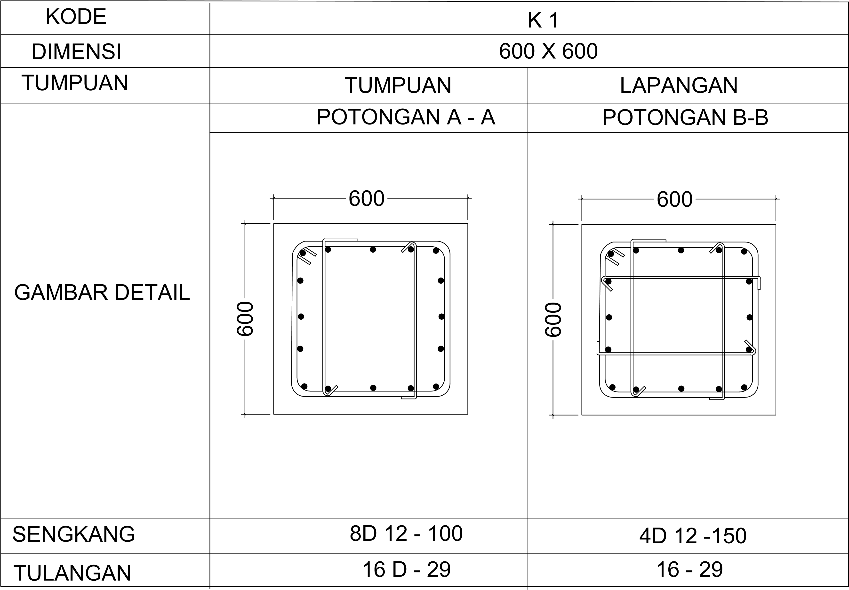 KODE K 1
DIMENSI 600 X 600
TUMPUAN TUMPUAN LAPANGAN
POTONGAN A - A POTONGAN B-B
600 600
GAMBAR DETAIL 600 600
SENGKANG 8D 12 - 100 4D 12 -150
TULANGAN 16 D - 29 16 - 29